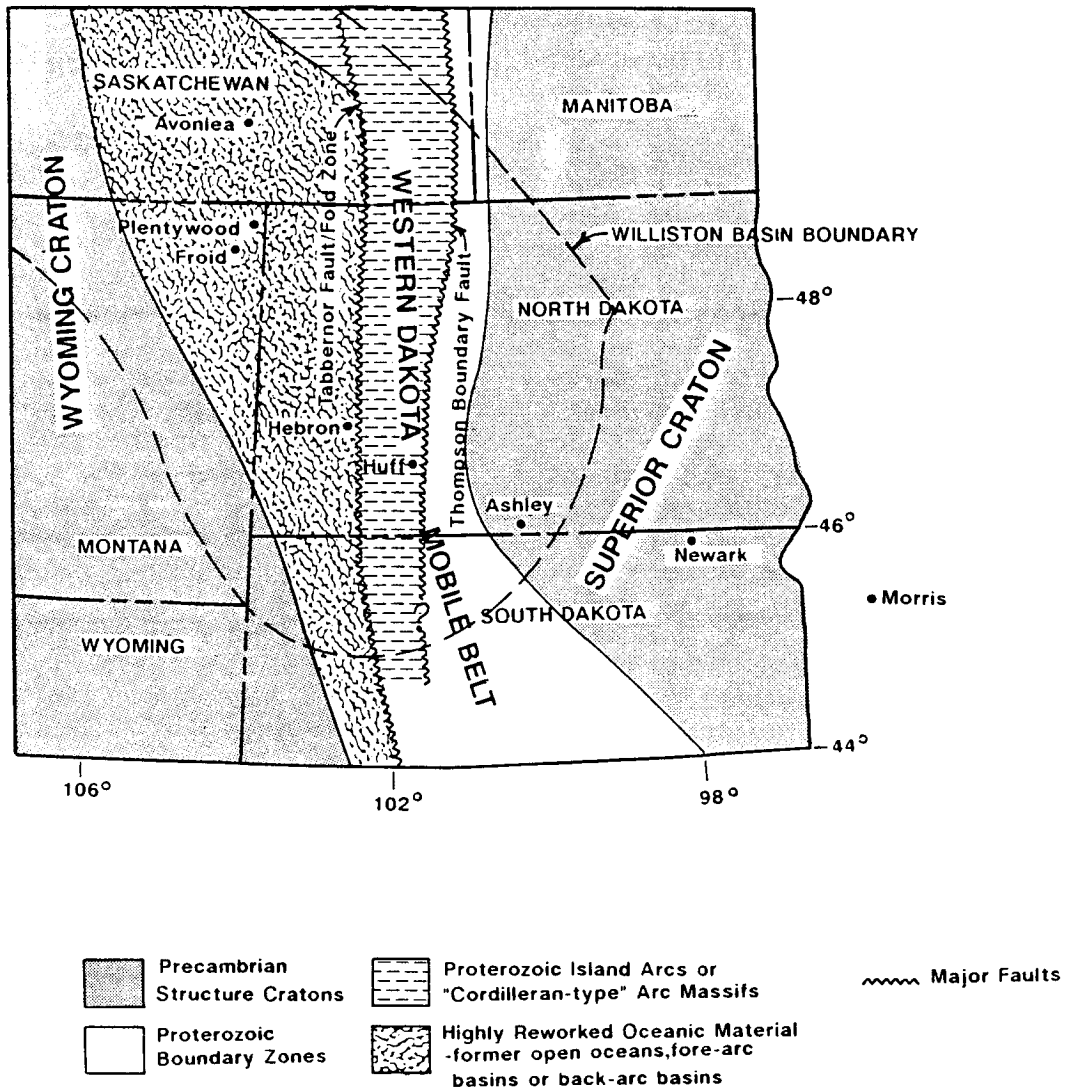 SASKATCHEWAN
Avonlea
MANITOBA
WYOMING CRATON
Tabbernor Fault/Fold Zone
WESTERN DAKOTA
MOBILE BELT
Plentywood
Froid
WILLISTON BASIN BOUNDARY
Thompson Boundary Fault
NORTH DAKOTA
48°
SUPERIOR CRATON
Hebron
Huff
Ashley
46°
Newark
MONTANA
Morris
SOUTH DAKOTA
WYOMING
44°
106°
102°
98°
Precambrian
Structure Cratons
Proterozoic Island Arcs or
"Cordilleran-type" Arc Massifs
Major Faults
Proterozoic
Boundary Zones
Highly Reworked Oceanic Material
-former open oceans,fore-arc
basins or back-arc basins